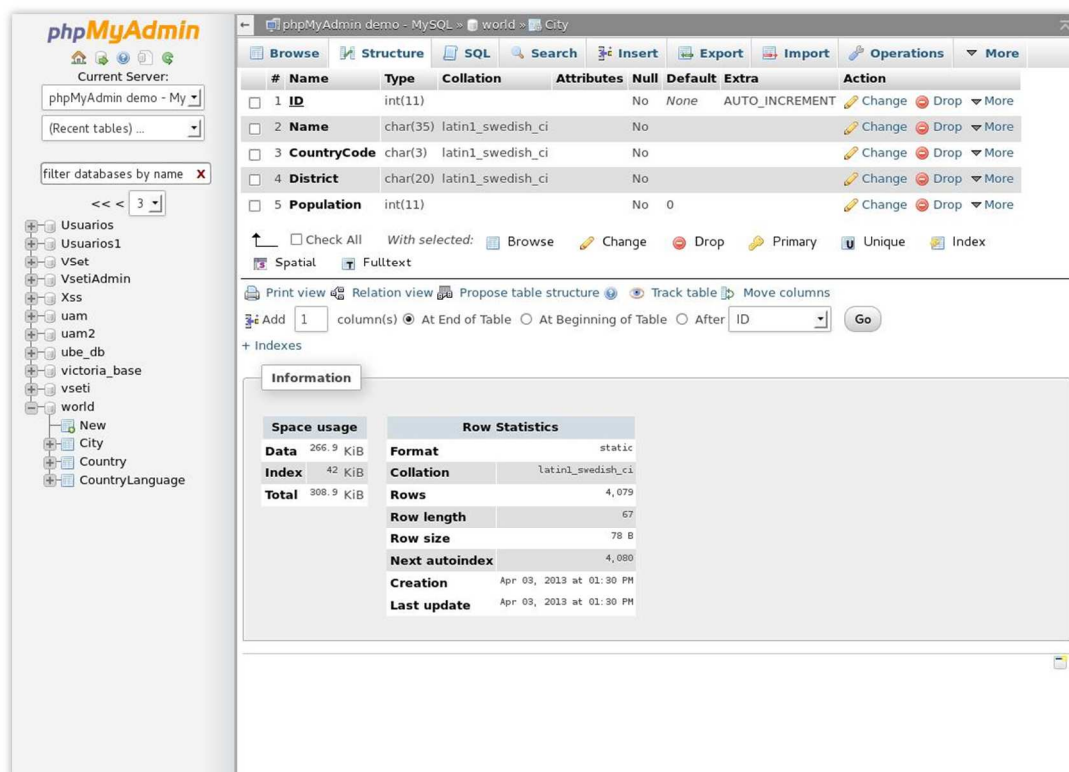 phpMyAdmin
Current Server:
phpMyAdmin demo - My
(Recent tables) ...
filter databases by name X
<< < 3
Usuarios
Usuarios1
VSet
VsetiAdmin
Xss
uam
uam2
ube_db
victoria_base
vseti
world
New
City
Country
CountryLanguage
phpMyAdmin demo - MySQL » world » City
Browse Structure SQL Search Insert Export Import Operations More
# Name Type Collation Attributes Null Default Extra Action
1 ID int(11) No None AUTO_INCREMENT Change Drop More
2 Name char(35) latin1_swedish_ci No Change Drop More
3 CountryCode char(3) latin1_swedish_ci No Change Drop More
4 District char(20) latin1_swedish_ci No Change Drop More
5 Population int(11) No 0 Change Drop More
Check All With selected: Browse Change Drop Primary Unique Index
Spatial Fulltext
Print view Relation view Propose table structure Track table Move columns
Add 1 column(s) At End of Table At Beginning of Table After ID Go
+ Indexes
Information
Space usage
Data 266.9 KiB
Index 42 KiB
Total 308.9 KiB
Row Statistics
Format static
Collation latin1_swedish_ci
Rows 4,079
Row length 67
Row size 78 B
Next autoindex 4,080
Creation Apr 03, 2013 at 01:30 PM
Last update Apr 03, 2013 at 01:30 PM